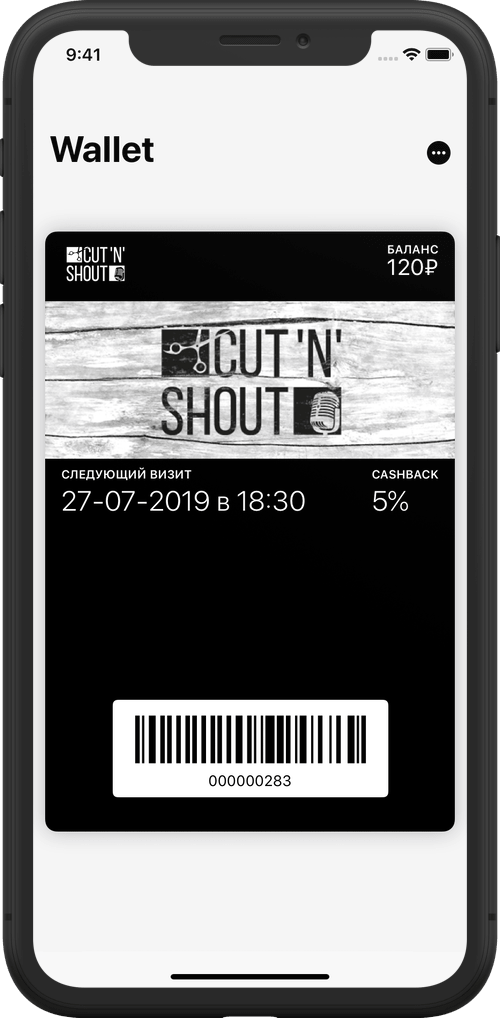 9:41
Wallet
CUT 'N'
SHOUT
БАЛАНС
120₽
CUT 'N'
SHOUT
СЛЕДУЮЩИЙ ВИЗИТ
27-07-2019 в 18:30
CASHBACK
5%
000000283